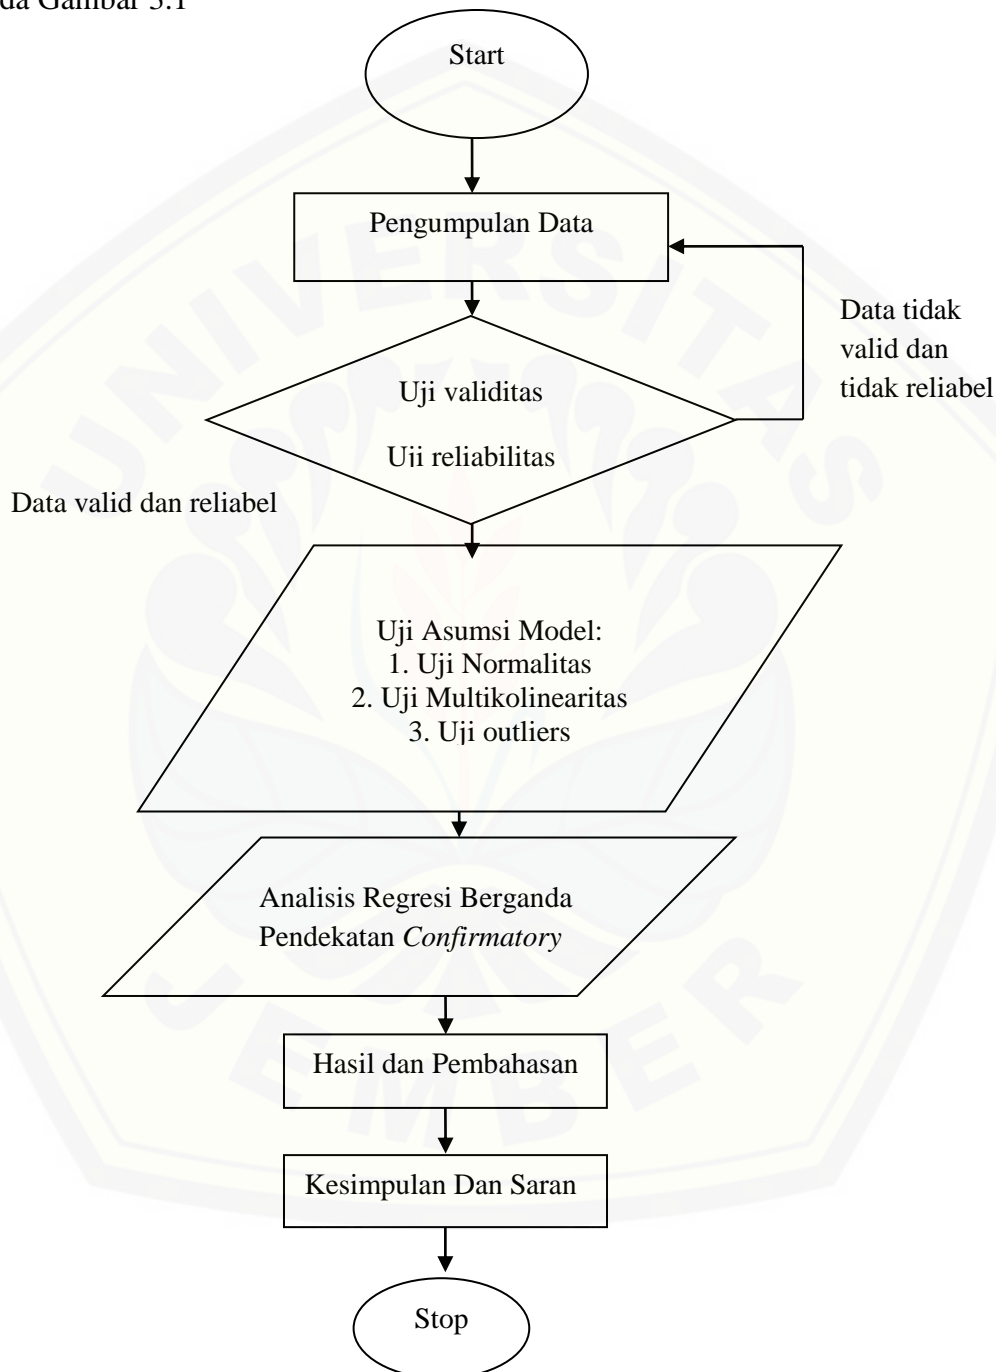 da Gambar 3.1
Start
Pengumpulan Data
Data tidak
valid dan
tidak reliabel
Uji validitas
Uji reliabilitas
Data valid dan reliabel
Uji Asumsi Model:
1. Uji Normalitas
2. Uji Multikolinearitas
3. Uji outliers
Analisis Regresi Berganda
Pendekatan Confirmatory
Hasil dan Pembahasan
Kesimpulan Dan Saran
Stop
UNIVERSITAS
JEMBER